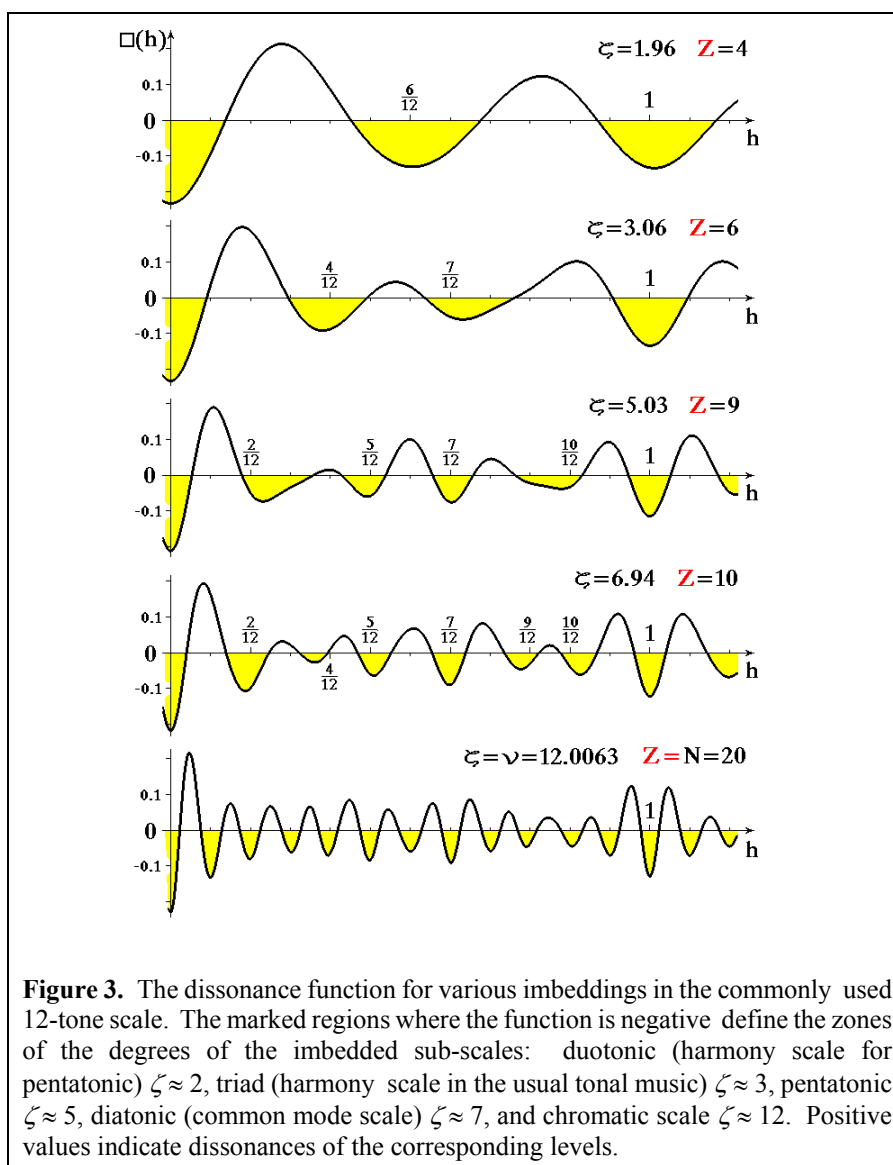 □(h)
ζ=1.96 Z=4
0.1
6/12
1
0
h
-0.1
ζ=3.06 Z=6
0.1
4/12 7/12 1
0
h
-0.1
ζ=5.03 Z=9
0.1
2/12 5/12 7/12 10/12 1
0
h
-0.1
ζ=6.94 Z=10
0.1
2/12 5/12 7/12 9/12 10/12 1
0
h
4/12
-0.1
ζ=ν=12.0063 Z=N=20
0.1
1
0
h
-0.1
Figure 3. The dissonance function for various imbeddings in the commonly used
12-tone scale. The marked regions where the function is negative define the zones
of the degrees of the imbedded sub-scales: duotonic (harmony scale for
pentatonic) ζ≈ 2, triad (harmony scale in the usual tonal music) ζ≈ 3, pentatonic
ζ≈ 5, diatonic (common mode scale) ζ≈ 7, and chromatic scale ζ≈ 12. Positive
values indicate dissonances of the corresponding levels.